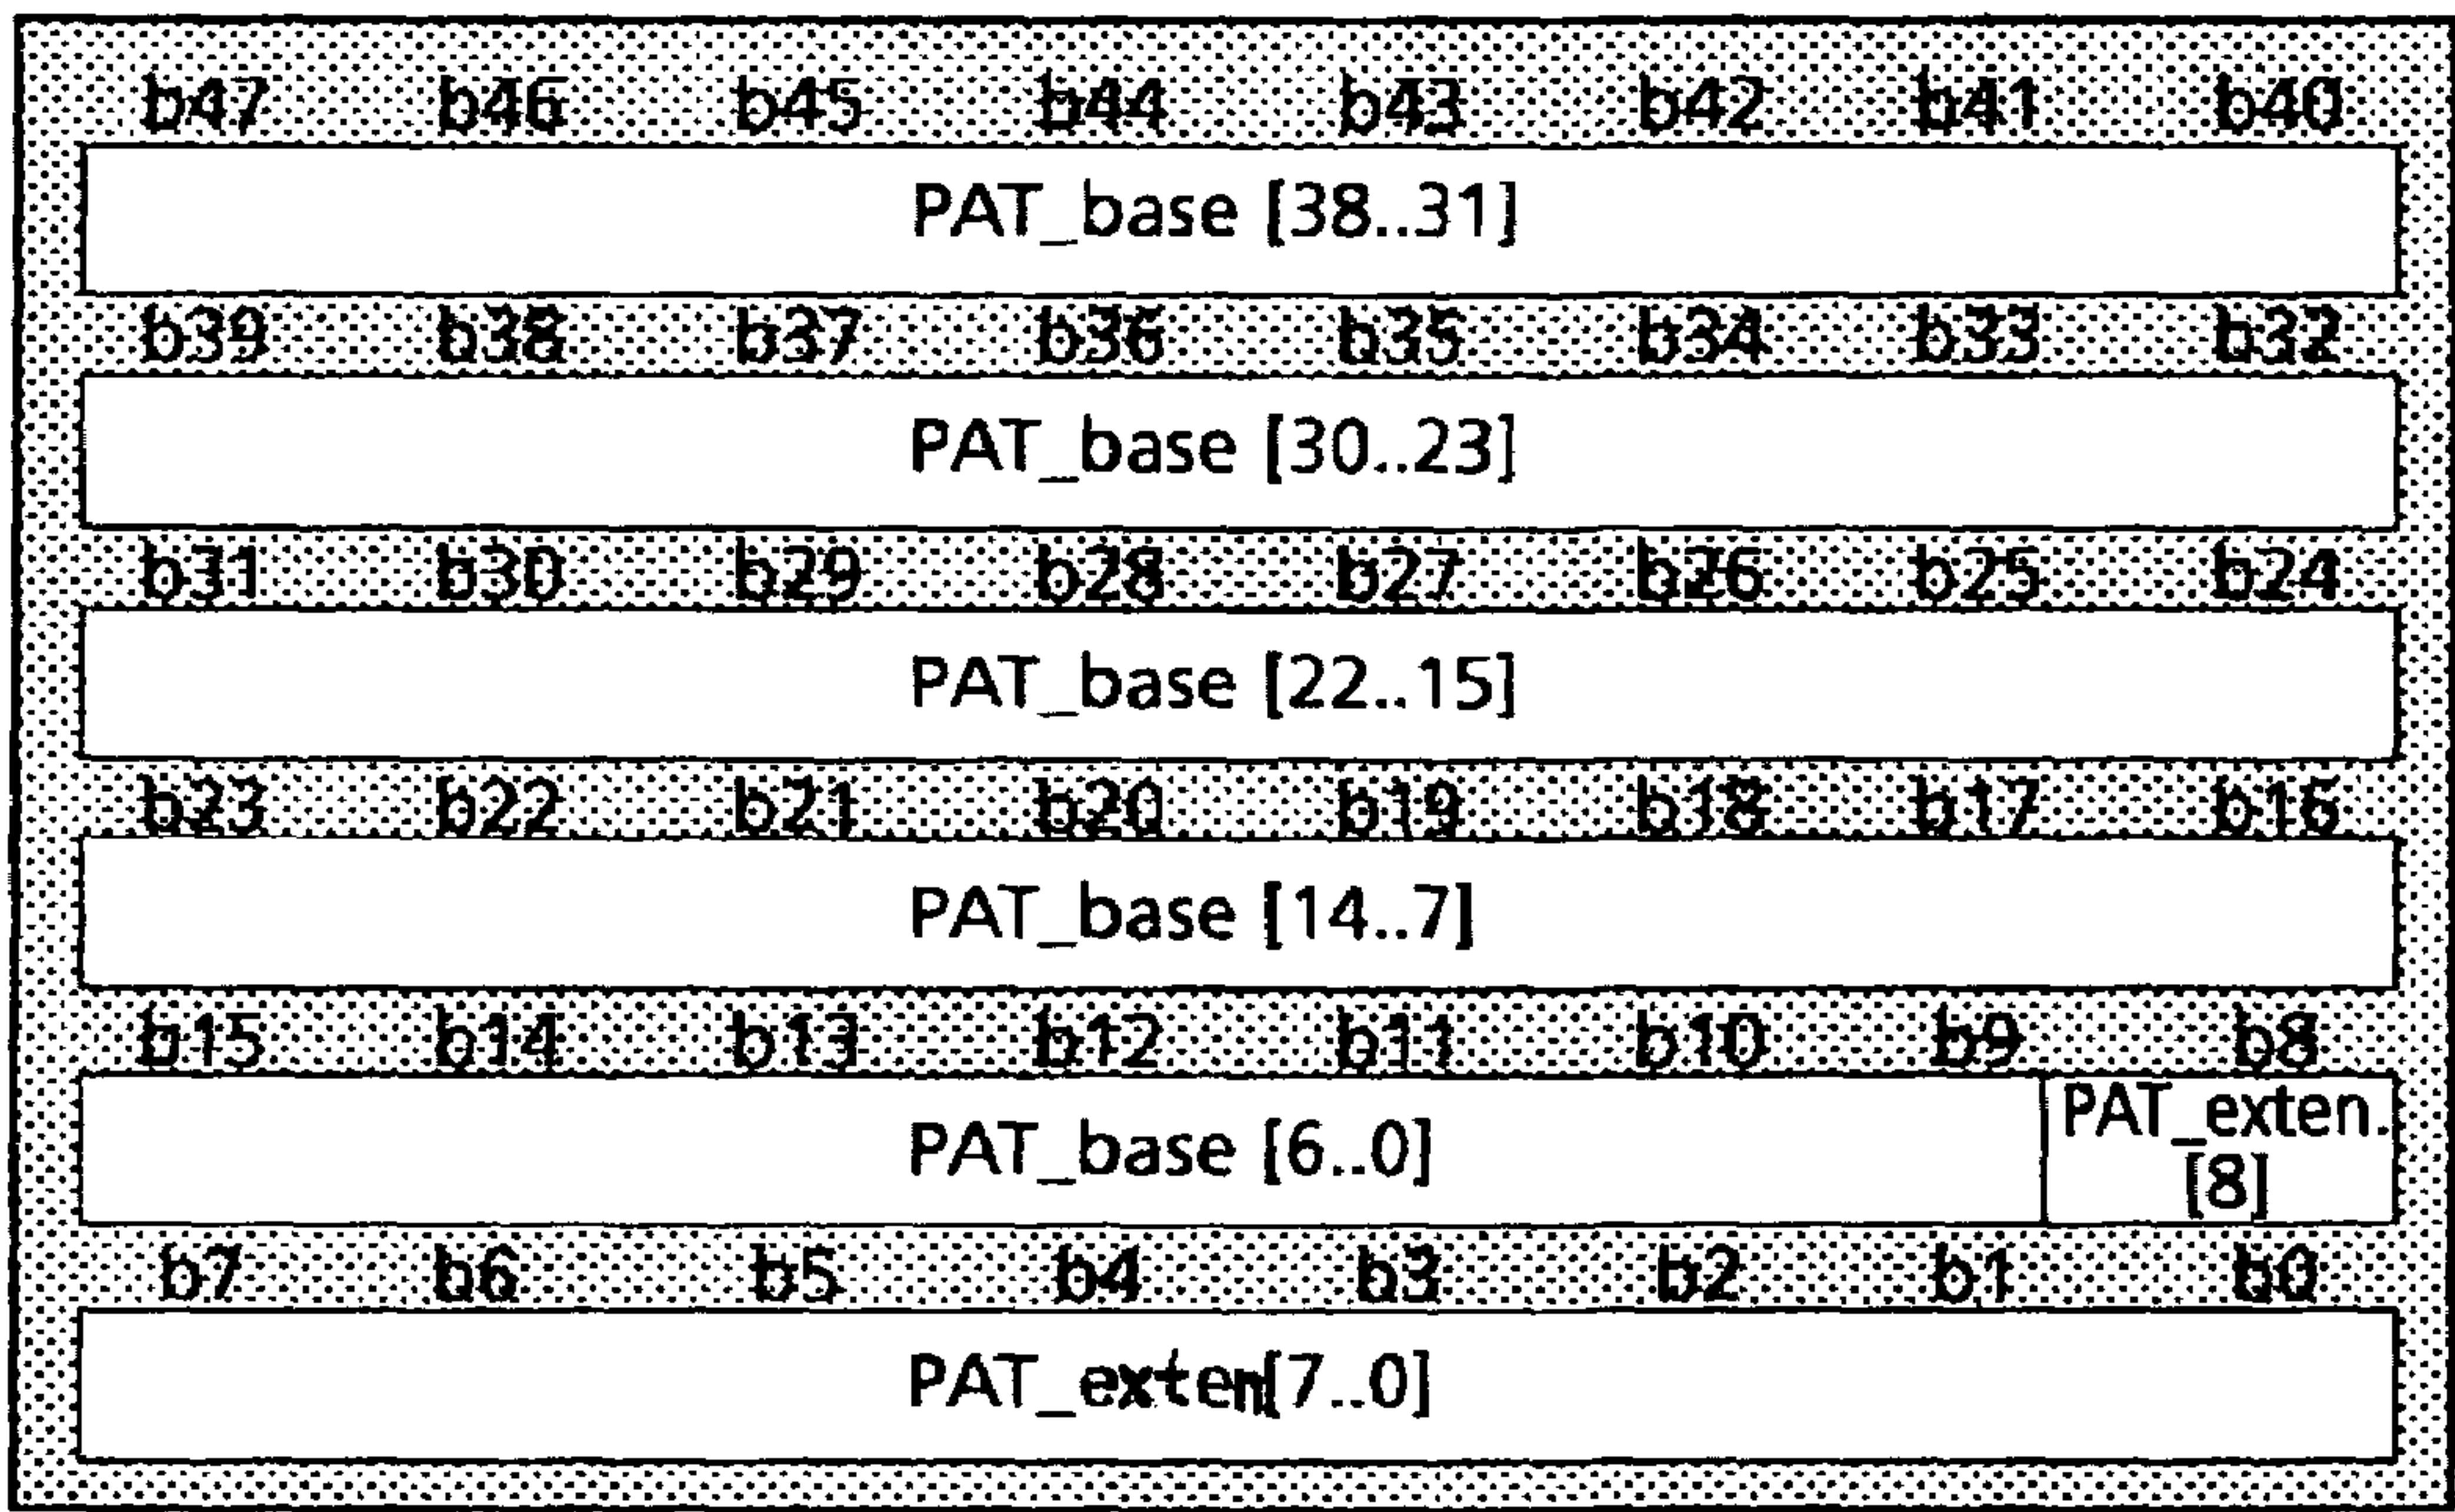 b47 b46 b45 b44 b43 b42 b41 b40
PAT_base [38..31]
b39 b38 b37 b36 b35 b34 b33 b32
PAT_base [30..23]
b31 b30 b29 b28 b27 b26 b25 b24
PAT_base [22..15]
b23 b22 b21 b20 b19 b18 b17 b16
PAT_base [14..7]
b15 b14 b13 b12 b11 b10 b9 b8
PAT_base [6..0] PAT_exten.
[8]
b7 b6 b5 b4 b3 b2 b1 b0
PAT_exten[7..0]